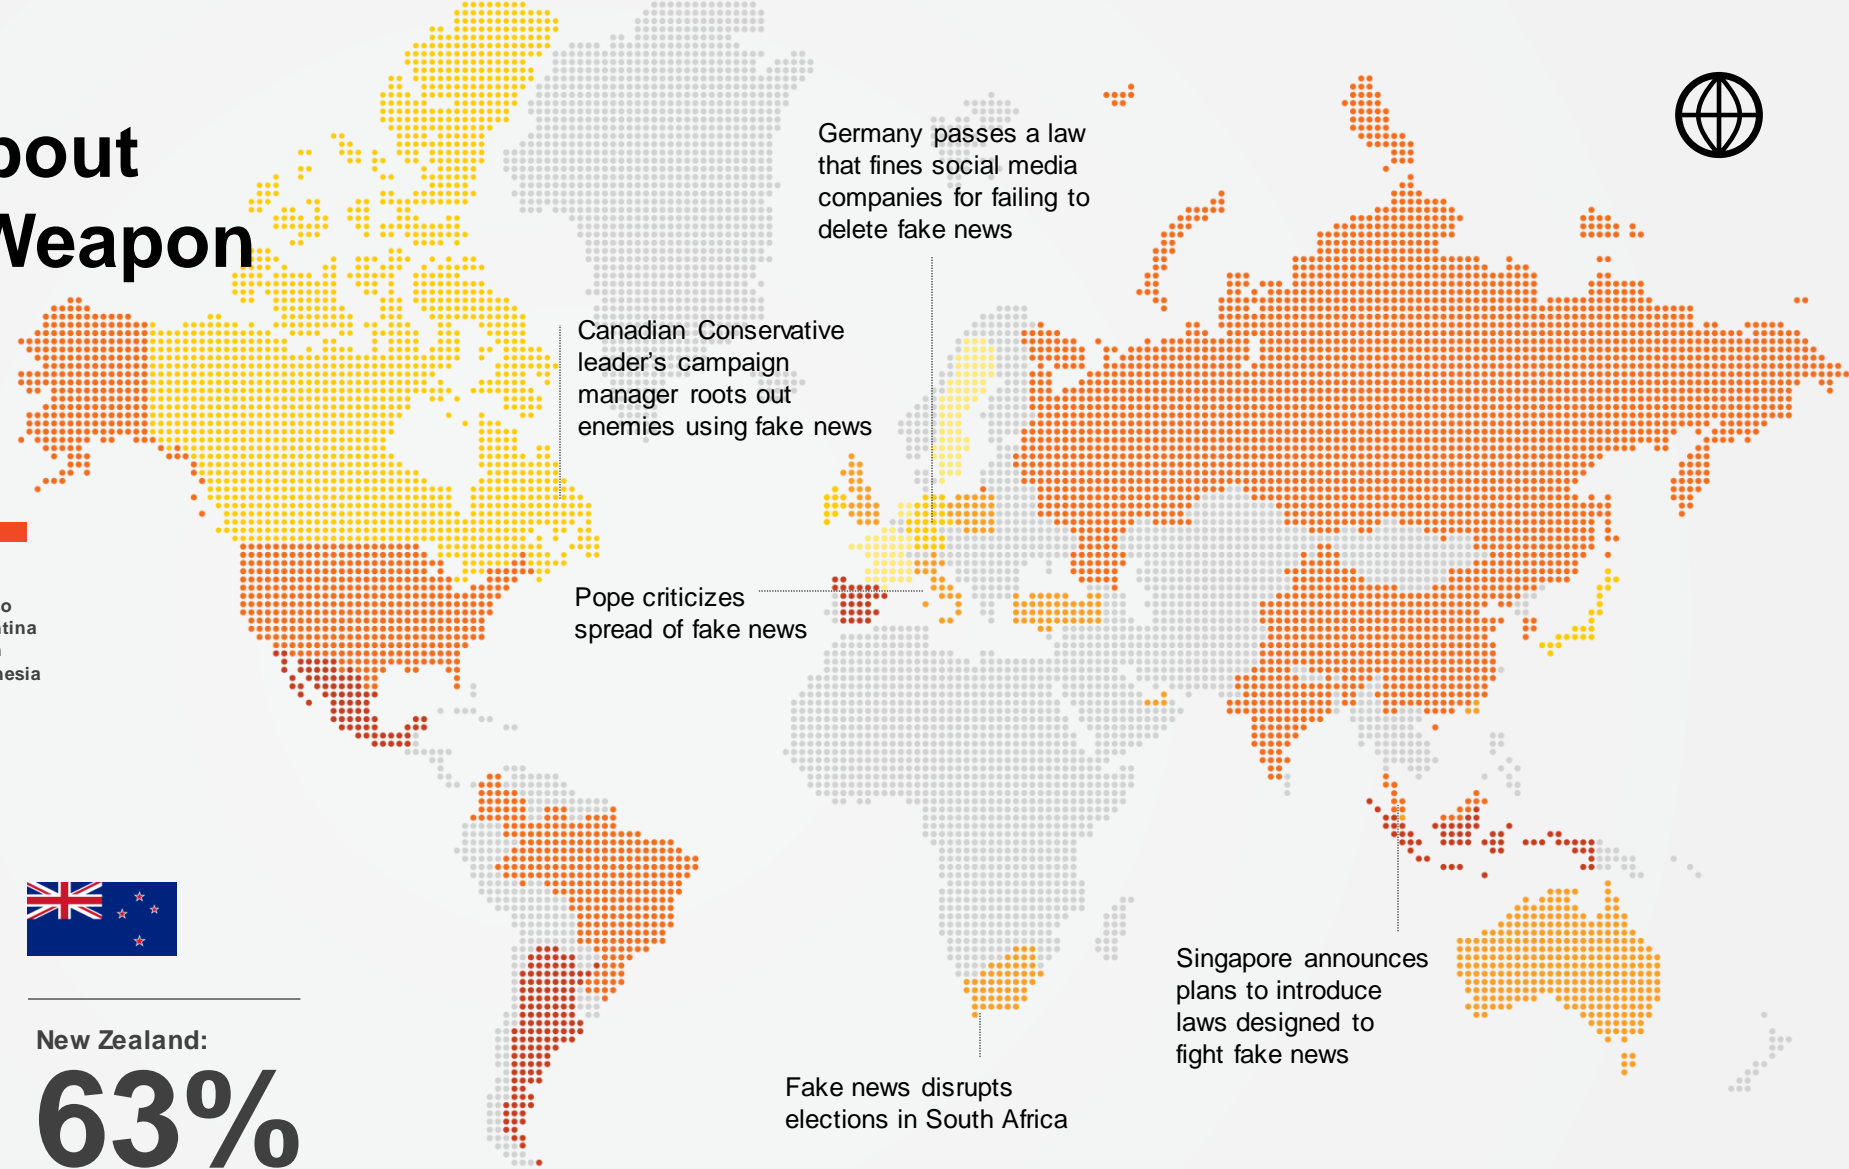 Weapon
Germany passes a law
that fines social media
companies for failing to
delete fake news
Canadian Conservative
leader’s campaign
manager roots out
enemies using fake news
Pope criticizes
spread of fake news
New Zealand:
63%
Singapore announces
plans to introduce
laws designed to
fight fake news
Fake news disrupts
elections in South Africa